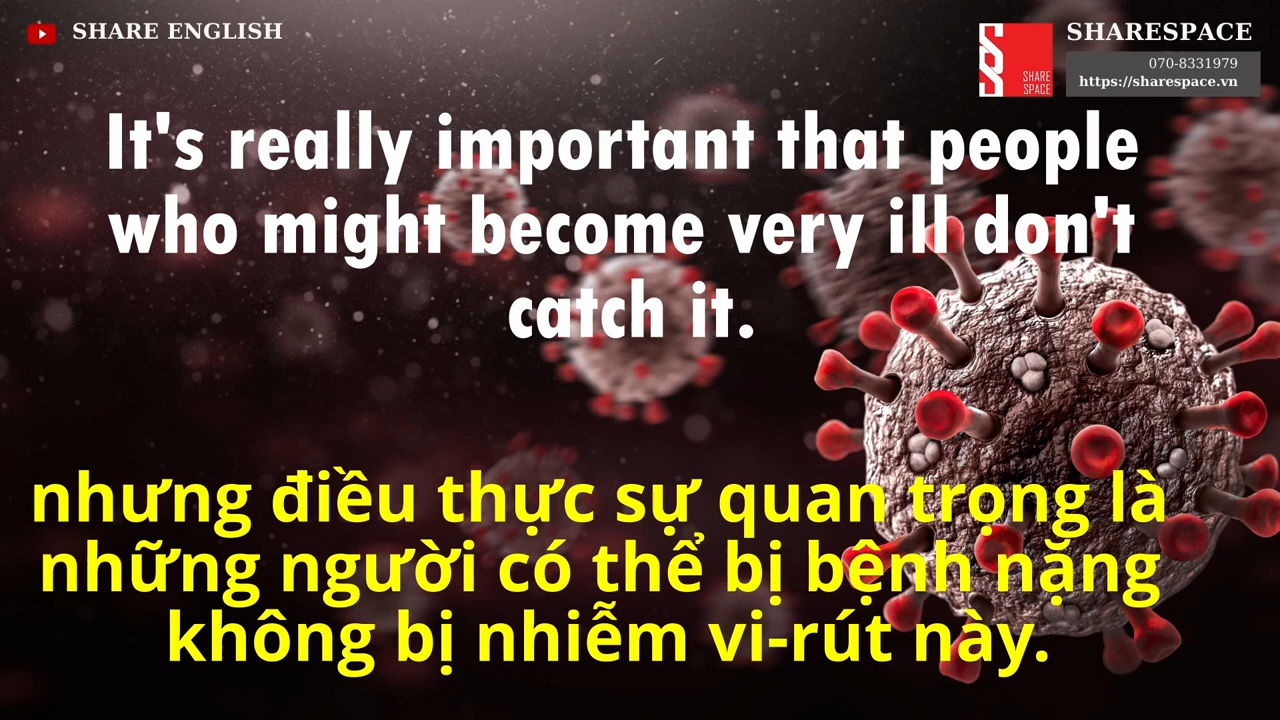 SHARE ENGLISH
SHARESPACE
070-8331979
https://sharespace.vn
SHARE
SPACE
It's really important that people
who might become very ill don't
catch it.
nhưng điều thực sự quan trọng là
những người có thể bị bệnh nặng
không bị nhiễm vi-rút này.